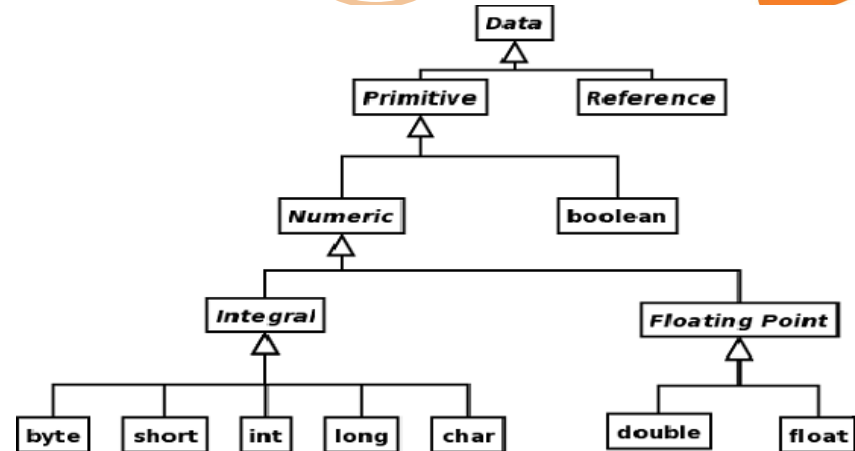 Data
Primitive Reference
Numeric boolean
Integral Floating Point
byte short int long char double float